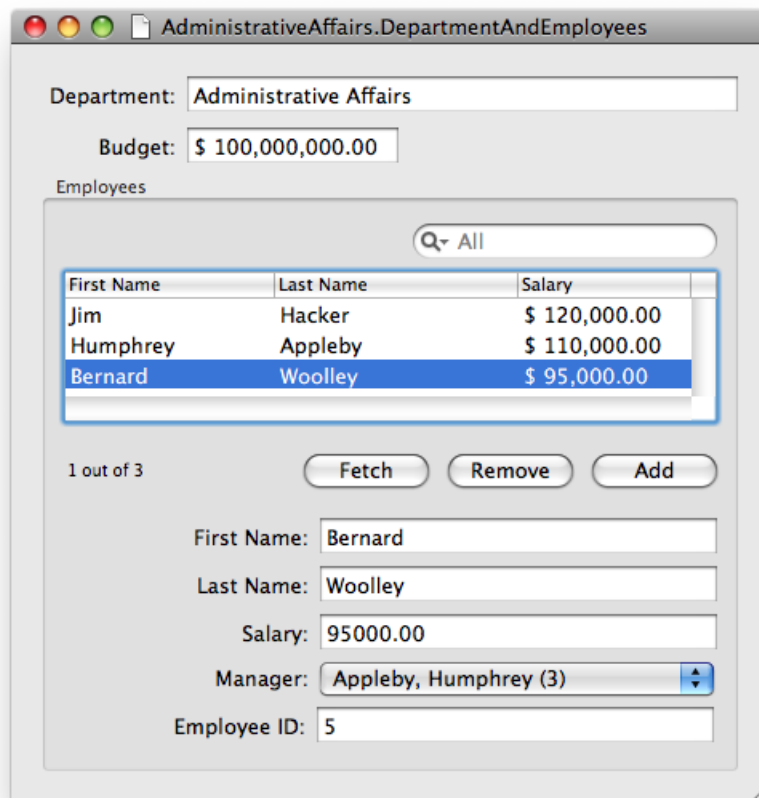 AdministrativeAffairs.DepartmentAndEmployees
Department: Administrative Affairs
Budget: $ 100,000,000.00
Employees
All
First Name Last Name Salary
Jim Hacker $ 120,000.00
Humphrey Appleby $ 110,000.00
Bernard Woolley $ 95,000.00
1 out of 3 Fetch Remove Add
First Name: Bernard
Last Name: Woolley
Salary: 95000.00
Manager: Appleby, Humphrey (3)
Employee ID: 5